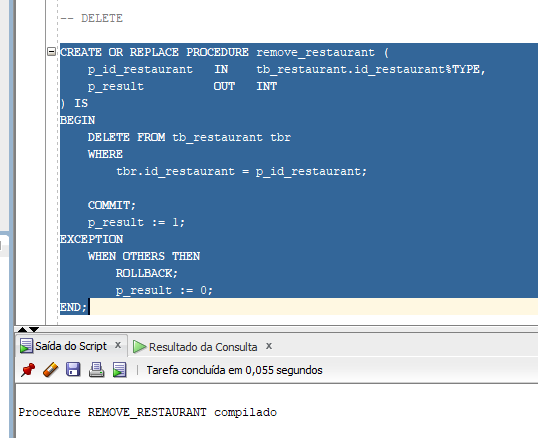 -- DELETE
CREATE OR REPLACE PROCEDURE remove_restaurant (
    p_id_restaurant   IN    tb_restaurant.id_restaurant%TYPE,
    p_result          OUT   INT
) IS
BEGIN
    DELETE FROM tb_restaurant tbr
    WHERE
        tbr.id_restaurant = p_id_restaurant;
    COMMIT;
    p_result := 1;
EXCEPTION
    WHEN OTHERS THEN
        ROLLBACK;
        p_result := 0;
END;
Saída do Script x Resultado da Consulta x
Tarefa concluída em 0,055 segundos
Procedure REMOVE_RESTAURANT compilado